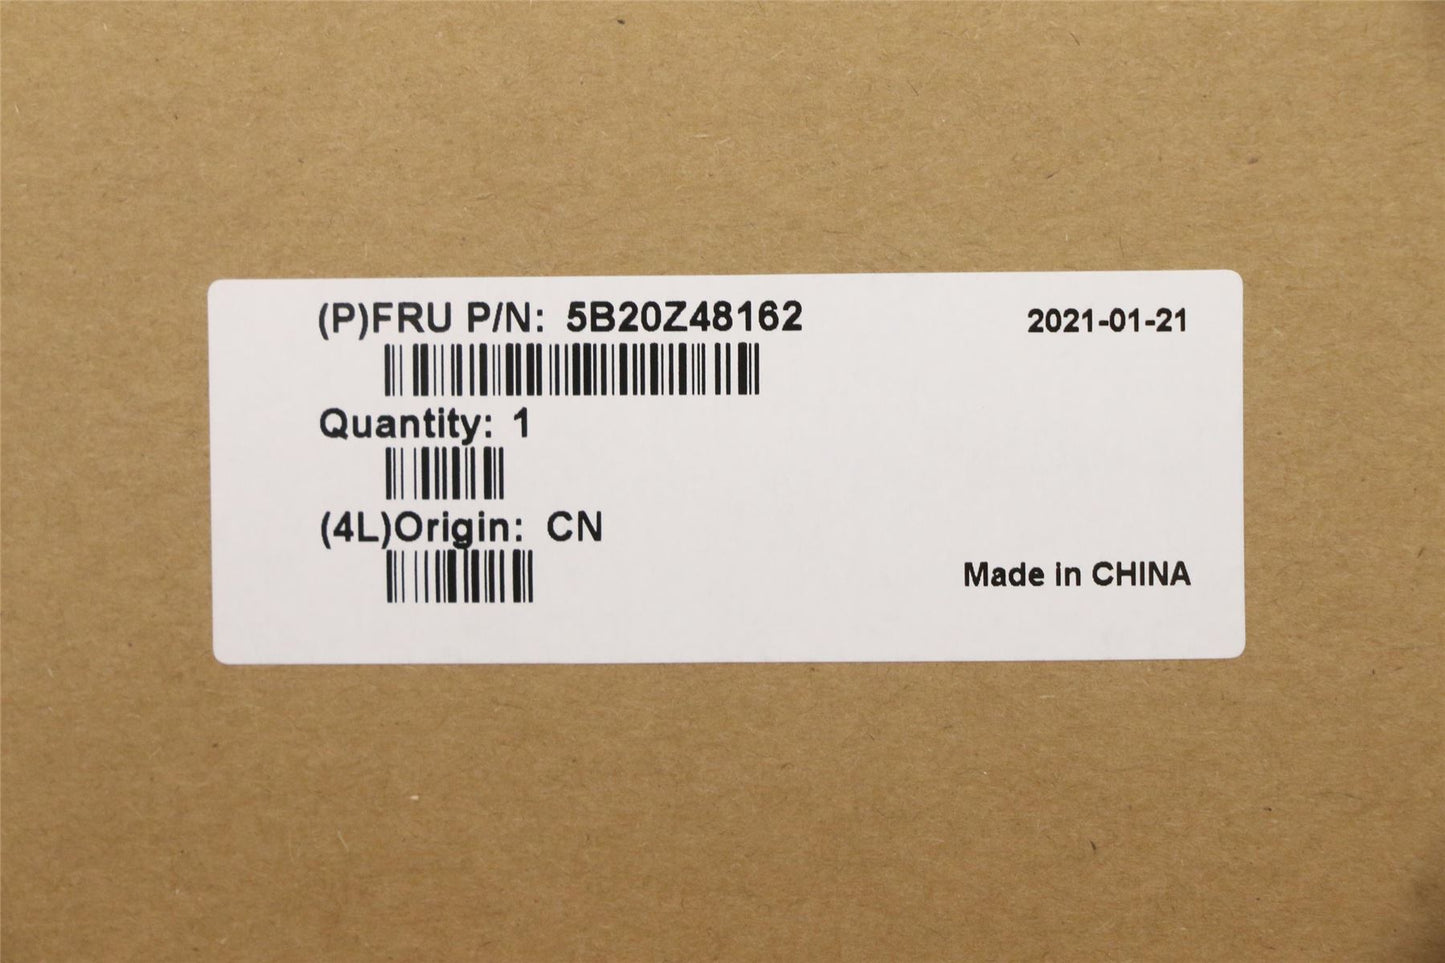 (P)FRU P/N: 5B20Z48162
2021-01-21
Quantity: 1
(4L)Origin: CN
Made in CHINA